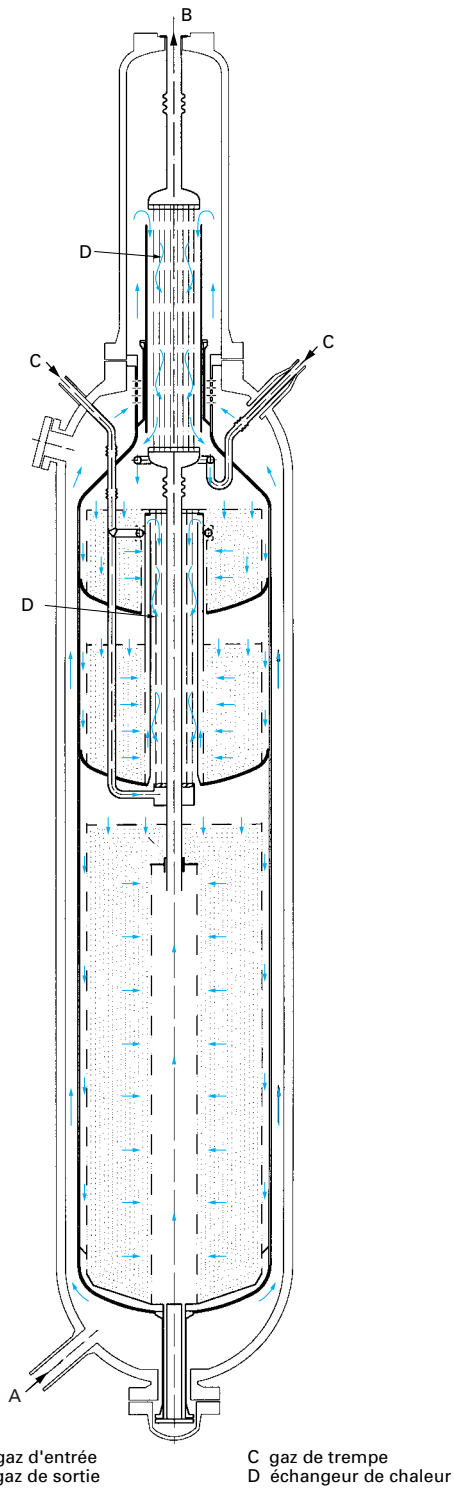 B
D
C
C
D
A
gaz d'entrée C gaz de trempe
gaz de sortie D échangeur de chaleur